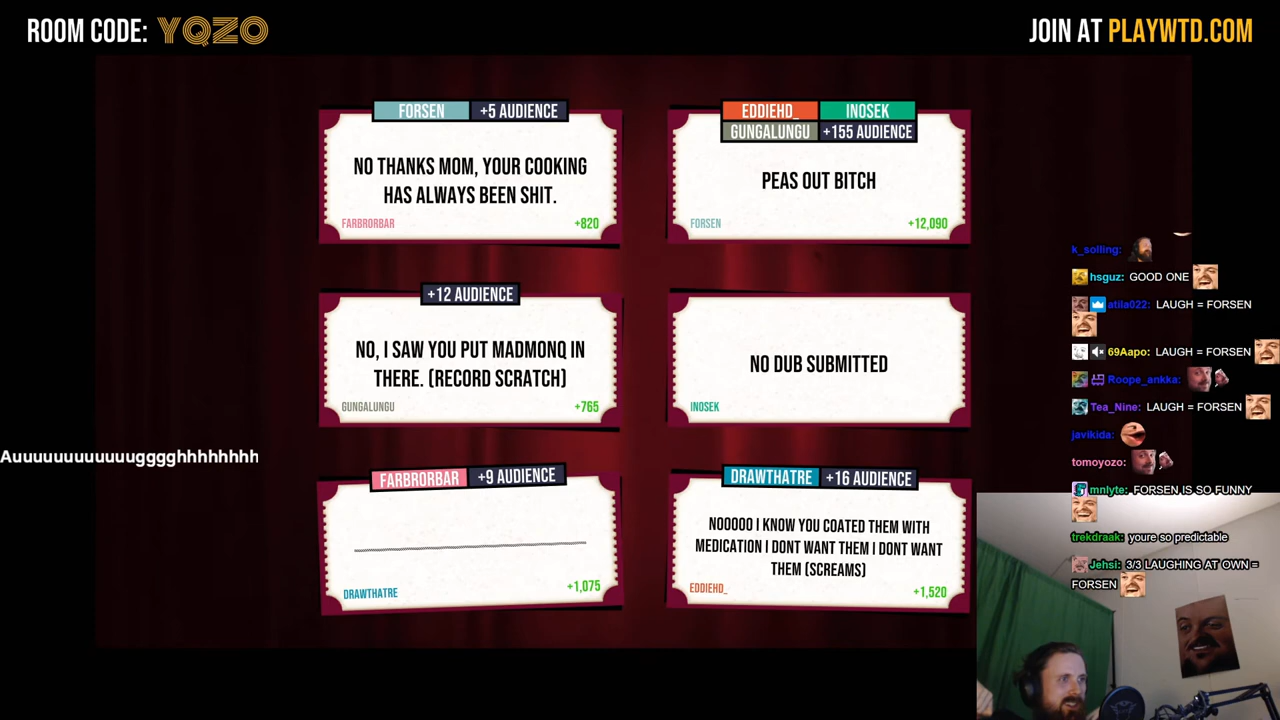 ROOM CODE: YQZO
JOIN AT PLAYWTD.COM
FORSEN +5 AUDIENCE
NO THANKS MOM, YOUR COOKING
HAS ALWAYS BEEN SHIT.
FARBRORBAR +820
EDDIEHD_ INOSEK
GUNGALUNGU +155 AUDIENCE
PEAS OUT BITCH
FORSEN +12,090
+12 AUDIENCE
NO, I SAW YOU PUT MADMONQ IN
THERE. (RECORD SCRATCH)
GUNGALUNGU +765
NO DUB SUBMITTED
INOSEK
FARBRORBAR +9 AUDIENCE
DRAWTHATRE +1,075
DRAWTHATRE +16 AUDIENCE
NOOOOO I KNOW YOU COATED THEM WITH
MEDICATION I DONT WANT THEM I DONT WANT
THEM (SCREAMS)
EDDIEHD_ +1,520
Auuuuuuuuuuuugggghhhhhhhh
k_solling:
hsguz: GOOD ONE
atila022: LAUGH = FORSEN
69Aapo: LAUGH = FORSEN
Roope_ankka:
Tea_Nine: LAUGH = FORSEN
javikida:
tomoyozo:
mnlyte: FORSEN IS SO FUNNY
trekdraak: youre so predictable
Jehsi: 3/3 LAUGHING AT OWN =
FORSEN